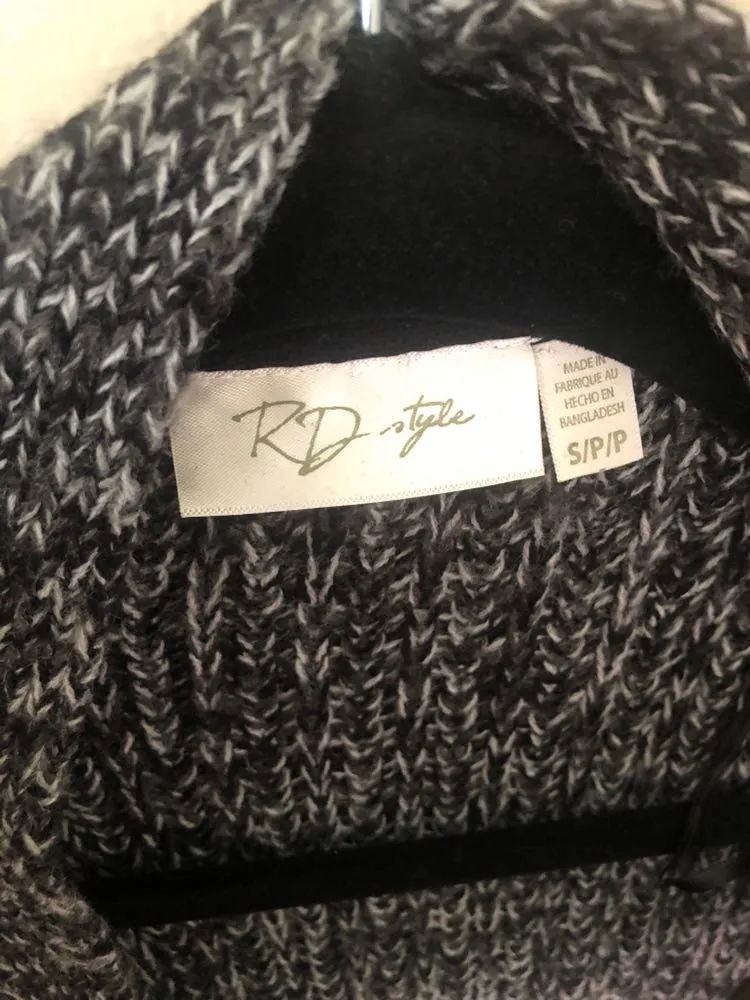 RD style
MADE IN
FABRIQUE AU
HECHO EN
BANGLADESH
S/P/P